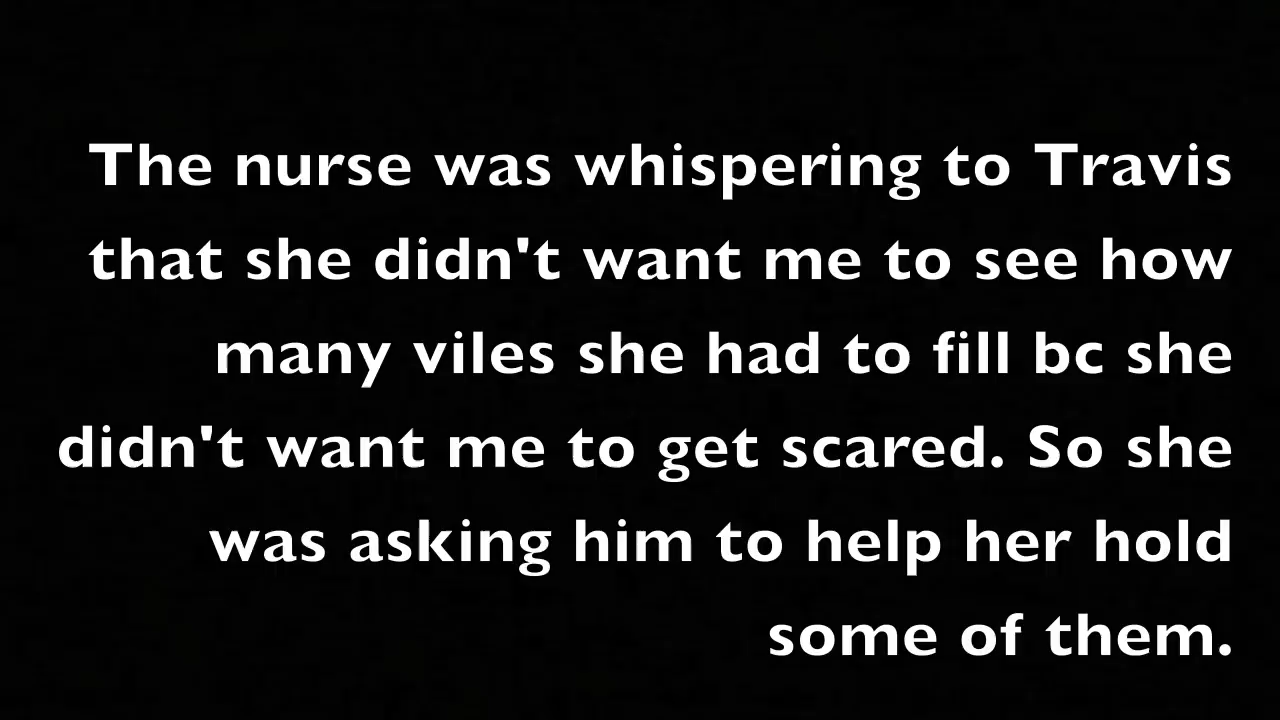 The nurse was whispering to Travis
that she didn't want me to see how
many viles she had to fill bc she
didn't want me to get scared. So she
was asking him to help her hold
some of them.